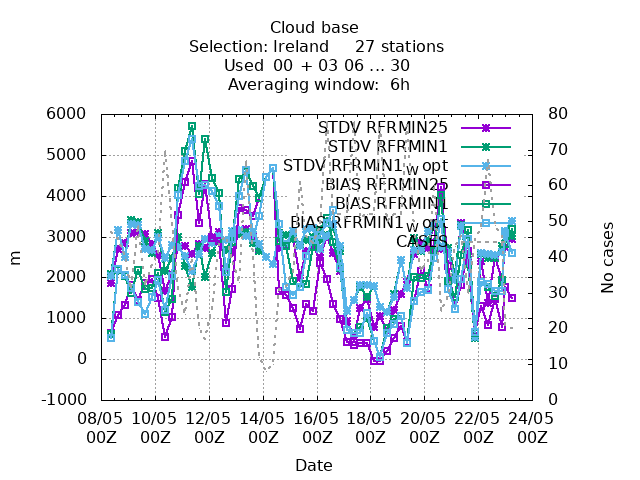 Cloud base
Selection: Ireland 27 stations
Used 00 + 03 06 ... 30
Averaging window: 6h
m
6000
5000
4000
3000
2000
1000
0
-1000
80
70
60
50
40
30
20
10
0
No cases
STDV RFRMIN25
STDV RFRMIN1
STDV RFRMIN1_W opt
BIAS RFRMIN25
BIAS RFRMIN1
BIAS RFRMIN1_W opt
CASES
08/05 10/05 12/05 14/05 16/05 18/05 20/05 22/05 24/05
00Z 00Z 00Z 00Z 00Z 00Z 00Z 00Z 00Z
Date